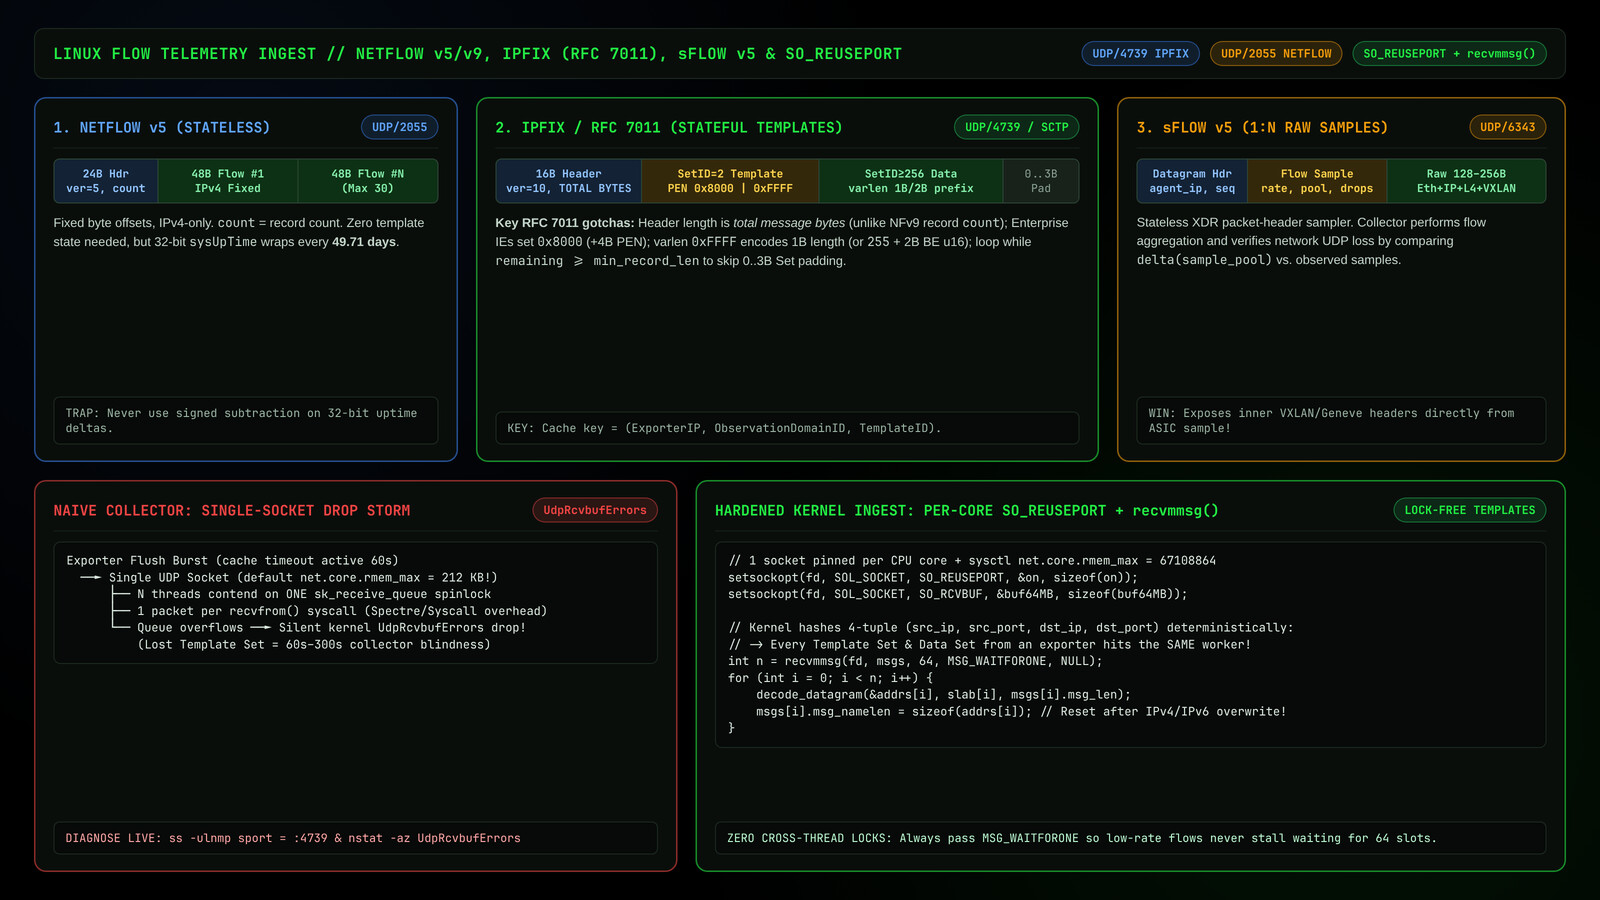 LINUX FLOW TELEMETRY INGEST // NETFLOW v5/v9, IPFIX (RFC 7011), sFLOW v5 & SO_REUSEPORT
UDP/4739 IPFIX
UDP/2055 NETFLOW
SO_REUSEPORT + recvmmsg()
1. NETFLOW v5 (STATELESS)
UDP/2055
24B Hdr
ver=5, count
48B Flow #1
IPv4 Fixed
48B Flow #N
(Max 30)
Fixed byte offsets, IPv4-only. count = record count. Zero template
state needed, but 32-bit sysUpTime wraps every 49.71 days.
TRAP: Never use signed subtraction on 32-bit uptime
deltas.
2. IPFIX / RFC 7011 (STATEFUL TEMPLATES)
UDP/4739 / SCTP
16B Header
ver=10, TOTAL BYTES
SetID=2 Template
PEN 0x8000 | 0xFFFF
SetID≥256 Data
varlen 1B/2B prefix
0..3B
Pad
Key RFC 7011 gotchas: Header length is total message bytes (unlike NFv9 record count); Enterprise
IEs set 0x8000 (+4B PEN); varlen 0xFFFF encodes 1B length (or 255 + 2B BE u16); loop while
remaining ≥ min_record_len to skip 0..3B Set padding.
KEY: Cache key = (ExporterIP, ObservationDomainID, TemplateID).
3. sFLOW v5 (1:N RAW SAMPLES)
UDP/6343
Datagram Hdr
agent_ip, seq
Flow Sample
rate, pool, drops
Raw 128–256B
Eth+IP+L4+VXLAN
Stateless XDR packet-header sampler. Collector performs flow
aggregation and verifies network UDP loss by comparing
delta(sample_pool) vs. observed samples.
WIN: Exposes inner VXLAN/Geneve headers directly from
ASIC sample!
NAIVE COLLECTOR: SINGLE-SOCKET DROP STORM
UdpRcvbufErrors
Exporter Flush Burst (cache timeout active 60s)
──► Single UDP Socket (default net.core.rmem_max = 212 KB!)
├── N threads contend on ONE sk_receive_queue spinlock
├── 1 packet per recvfrom() syscall (Spectre/Syscall overhead)
└── Queue overflows ──► Silent kernel UdpRcvbufErrors drop!
(Lost Template Set = 60s–300s collector blindness)
DIAGNOSE LIVE: ss -ulnmp sport = :4739 & nstat -az UdpRcvbufErrors
HARDENED KERNEL INGEST: PER-CORE SO_REUSEPORT + recvmmsg()
LOCK-FREE TEMPLATES
// 1 socket pinned per CPU core + sysctl net.core.rmem_max = 67108864
setsockopt(fd, SOL_SOCKET, SO_REUSEPORT, &on, sizeof(on));
setsockopt(fd, SOL_SOCKET, SO_RCVBUF, &buf64MB, sizeof(buf64MB));
// Kernel hashes 4-tuple (src_ip, src_port, dst_ip, dst_port) deterministically:
// -> Every Template Set & Data Set from an exporter hits the SAME worker!
int n = recvmmsg(fd, msgs, 64, MSG_WAITFORONE, NULL);
for (int i = 0; i < n; i++) {
decode_datagram(&addrs[i], slab[i], msgs[i].msg_len);
msgs[i].msg_namelen = sizeof(addrs[i]); // Reset after IPv4/IPv6 overwrite!
}
ZERO CROSS-THREAD LOCKS: Always pass MSG_WAITFORONE so low-rate flows never stall waiting for 64 slots.